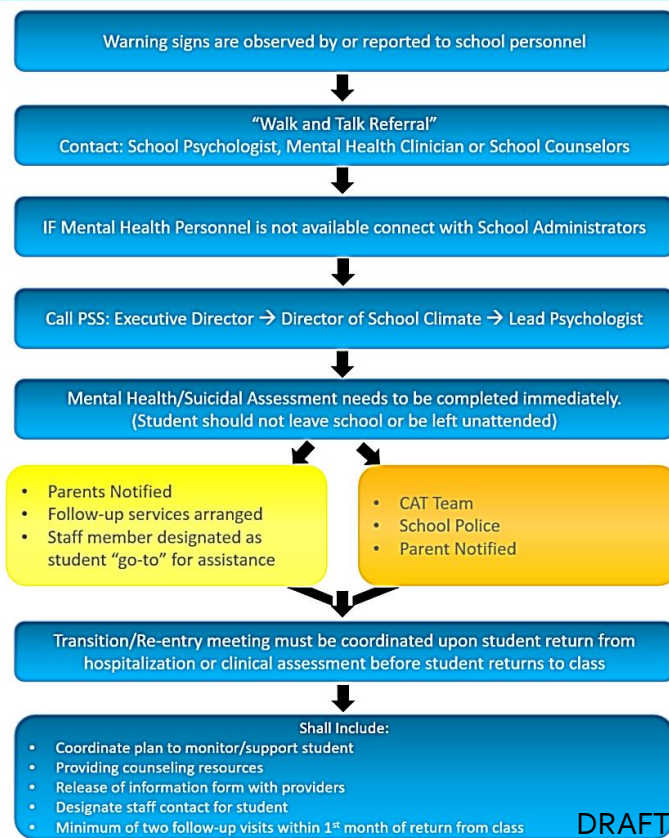 Warning signs are observed by or reported to school personnel
“Walk and Talk Referral”
Contact: School Psychologist, Mental Health Clinician or School Counselors
IF Mental Health Personnel is not available connect with School Administrators
Call PSS: Executive Director → Director of School Climate → Lead Psychologist
Mental Health/Suicidal Assessment needs to be completed immediately.
(Student should not leave school or be left unattended)
• Parents Notified
• Follow-up services arranged
• Staff member designated as
student “go-to” for assistance
• CAT Team
• School Police
• Parent Notified
Transition/Re-entry meeting must be coordinated upon student return from
hospitalization or clinical assessment before student returns to class
Shall Include:
• Coordinate plan to monitor/support student
• Providing counseling resources
• Release of information form with providers
• Designate staff contact for student
• Minimum of two follow-up visits within 1st month of return from class
DRAFT